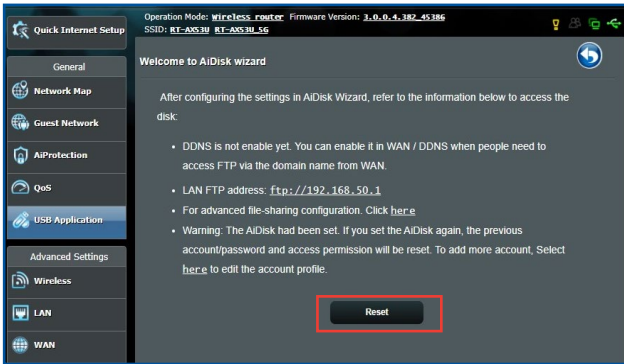 Quick Internet Setup
General
Network Map
Guest Network
AiProtection
QoS
USB Application
Advanced Settings
Wireless
LAN
WAN
Operation Mode: Wireless router Firmware Version: 3.0.0.4.382_45386
SSID: RT-AX53U RT-AX53U_5G
Welcome to AiDisk wizard
After configuring the settings in AiDisk Wizard, refer to the information below to access the
disk:
• DDNS is not enable yet. You can enable it in WAN / DDNS when people need to
access FTP via the domain name from WAN.
• LAN FTP address: ftp://192.168.50.1
• For advanced file-sharing configuration. Click here
• Warning: The AiDisk had been set. If you set the AiDisk again, the previous
account/password and access permission will be reset. To add more account, Select
here to edit the account profile.
Reset